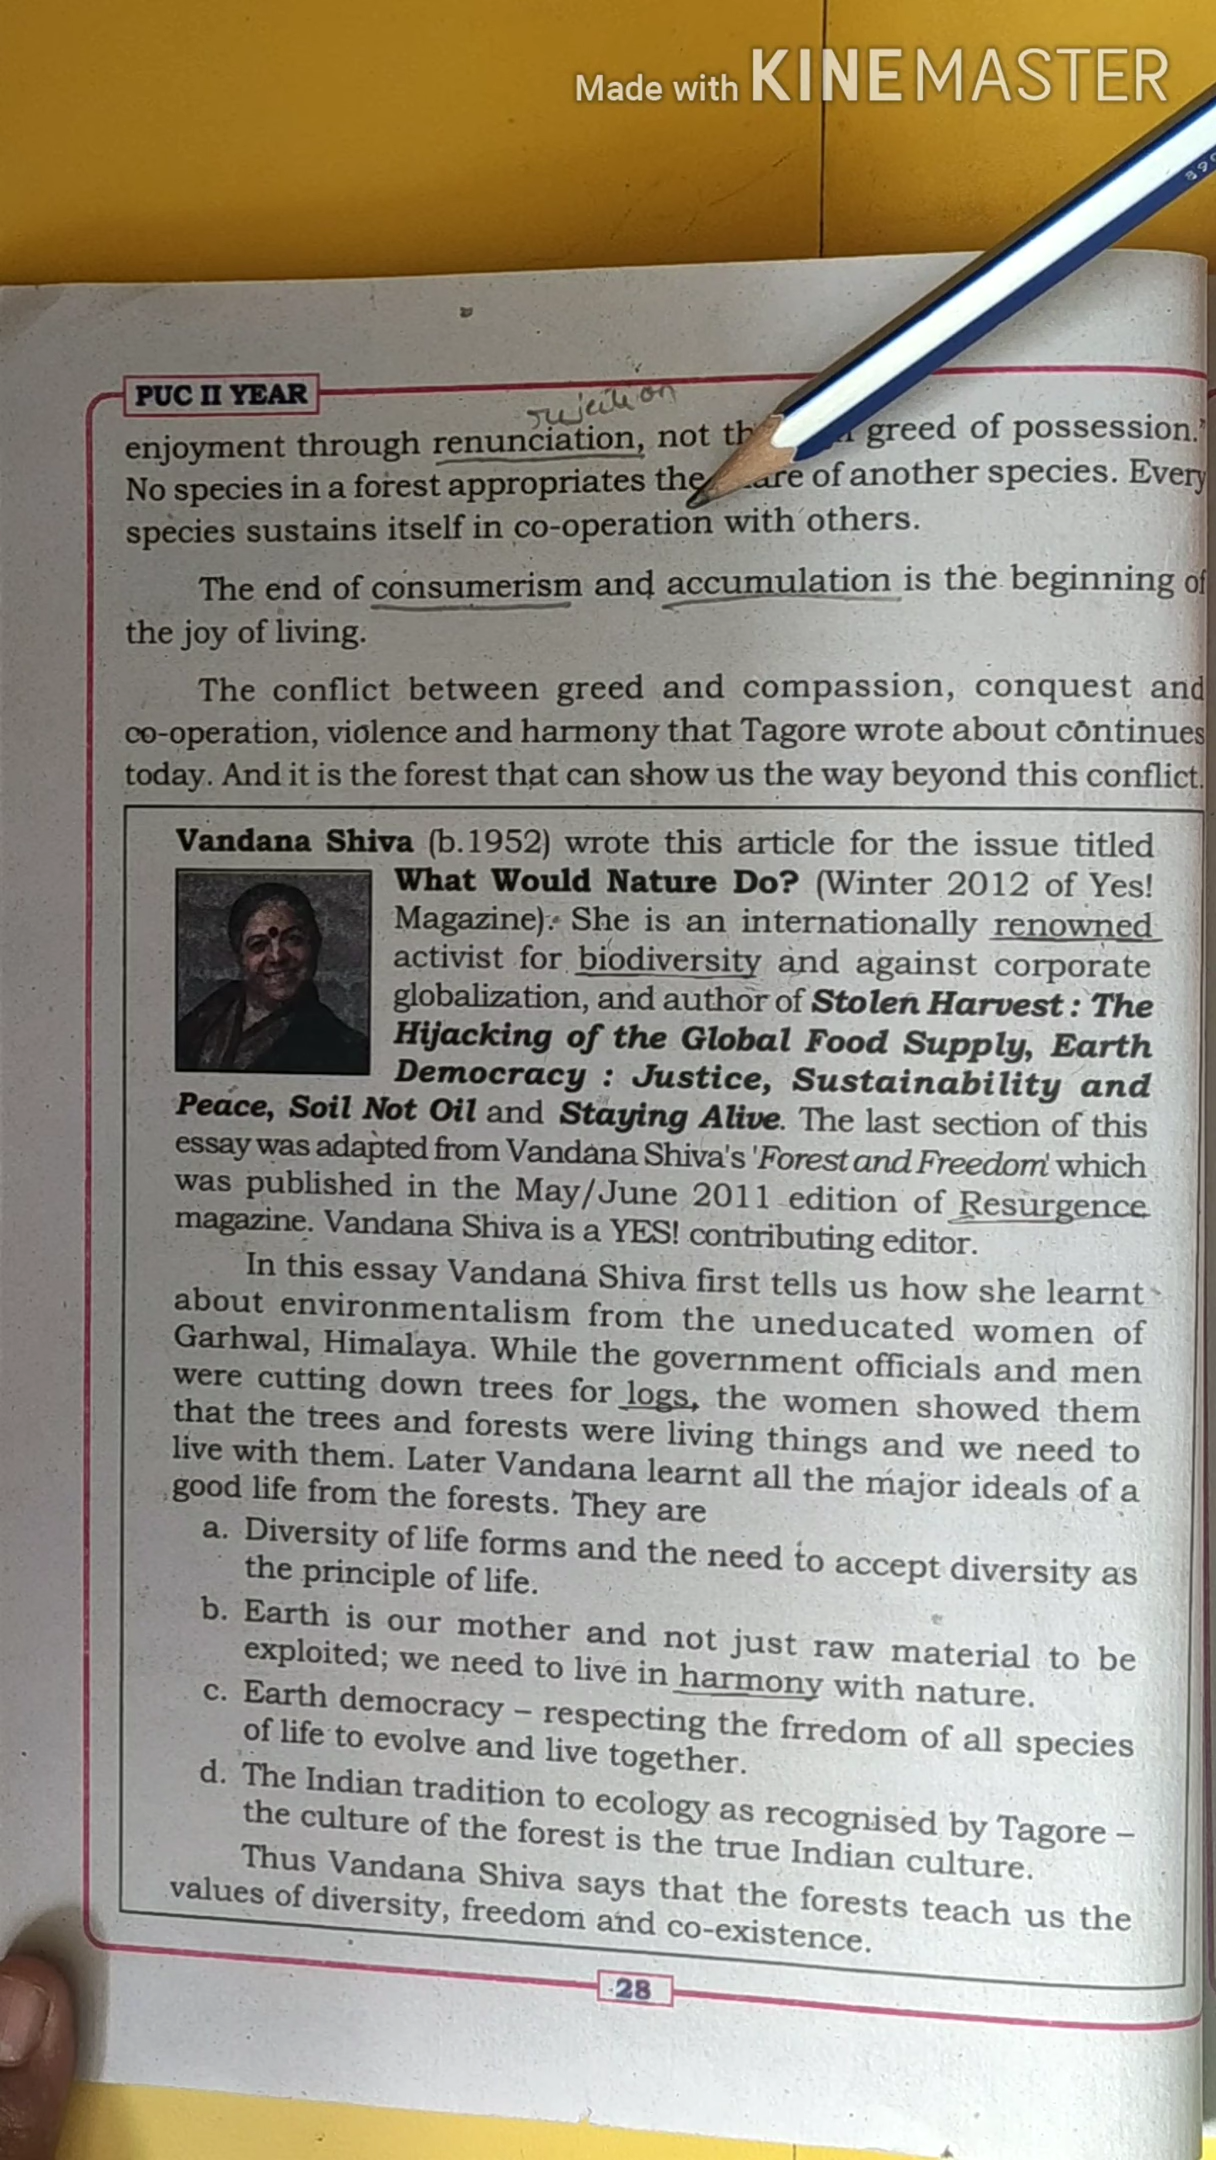 Made with KINEMASTER
PUC II YEAR
rejection
enjoyment through renunciation, not th greed of possession."
No species in a forest appropriates the are of another species. Every
species sustains itself in co-operation with others.
The end of consumerism and accumulation is the beginning of
the joy of living.
The conflict between greed and compassion, conquest and
co-operation, violence and harmony that Tagore wrote about continues
today. And it is the forest that can show us the way beyond this conflict.
Vandana Shiva (b.1952) wrote this article for the issue titled
What Would Nature Do? (Winter 2012 of Yes!
Magazine). She is an internationally renowned
activist for biodiversity and against corporate
globalization, and author of Stolen Harvest : The
Hijacking of the Global Food Supply, Earth
Democracy : Justice, Sustainability and
Peace, Soil Not Oil and Staying Alive. The last section of this
essay was adapted from Vandana Shiva's 'Forest and Freedom' which
was published in the May/June 2011 edition of Resurgence
magazine. Vandana Shiva is a YES! contributing editor.
In this essay Vandana Shiva first tells us how she learnt
about environmentalism from the uneducated women of
Garhwal, Himalaya. While the government officials and men
were cutting down trees for logs, the women showed them
that the trees and forests were living things and we need to
live with them. Later Vandana learnt all the major ideals of a
good life from the forests. They are
a. Diversity of life forms and the need to accept diversity as
the principle of life.
b. Earth is our mother and not just raw material to be
exploited; we need to live in harmony with nature.
c. Earth democracy – respecting the frredom of all species
of life to evolve and live together.
d. The Indian tradition to ecology as recognised by Tagore –
the culture of the forest is the true Indian culture.
Thus Vandana Shiva says that the forests teach us the
values of diversity, freedom and co-existence.
28